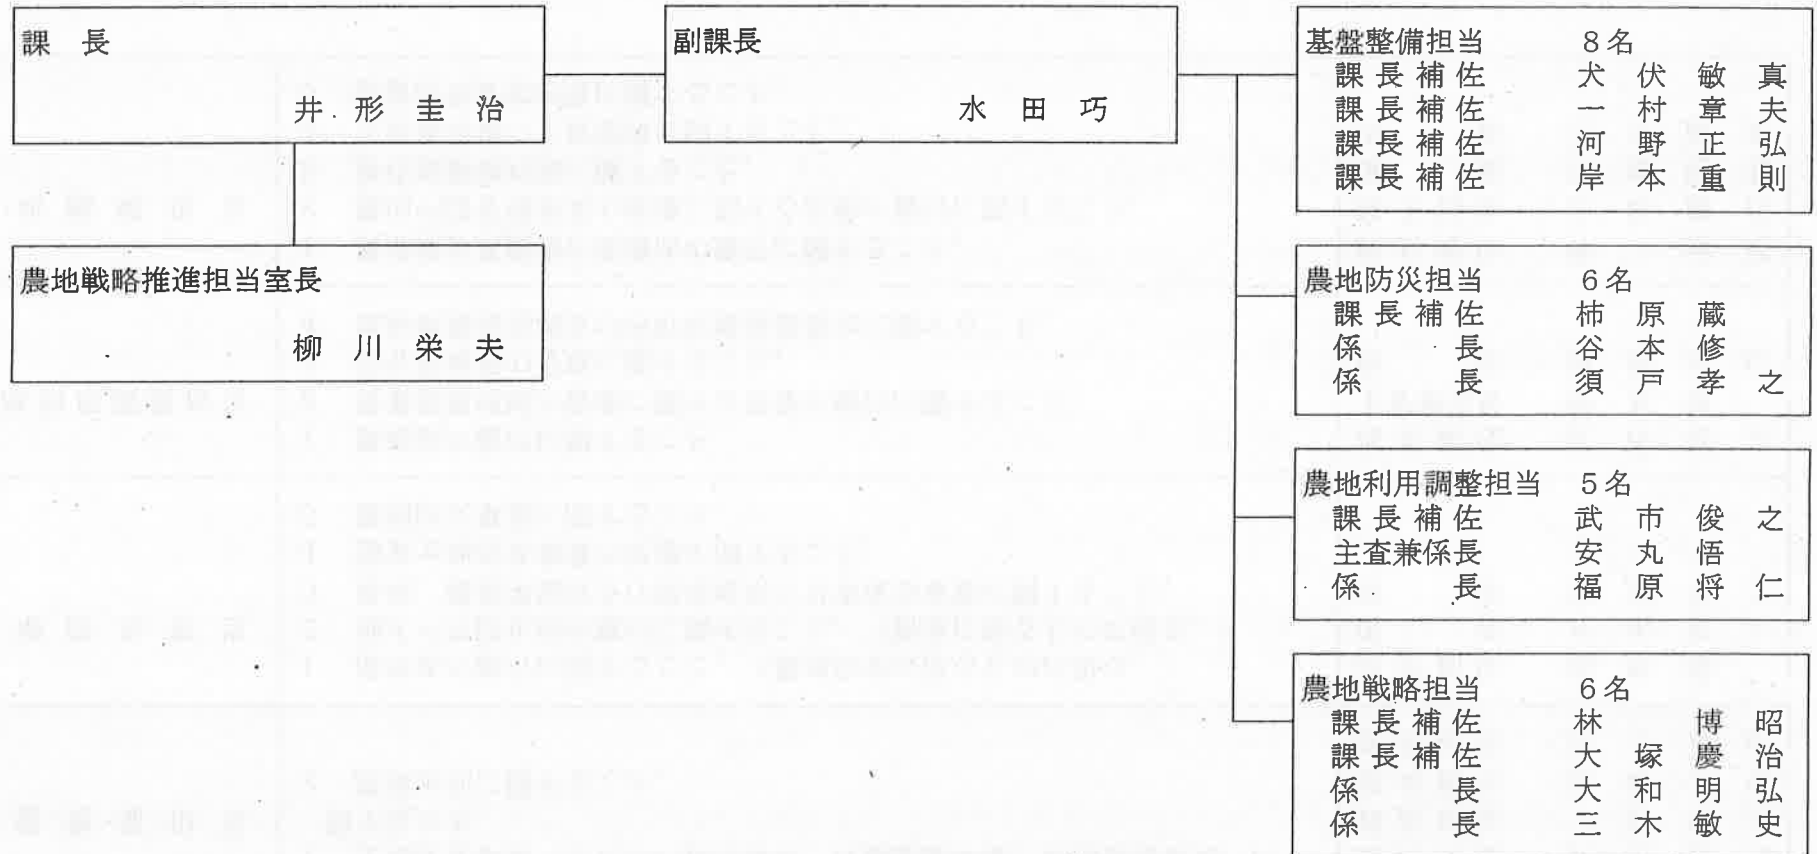 課 長
井 形 圭 治
副課長
水 田 巧
農地戦略推進担当室長
柳 川 栄 夫
基盤整備担当 8名
課長補佐 犬 伏 敏 真
課長補佐 一 村 章 夫
課長補佐 河 野 正 弘
課長補佐 岸 本 重 則
農地防災担当 6名
課長補佐 柿 原 蔵
係 長 谷 本 修
係 長 須 戸 孝 之
農地利用調整担当 5名
課長補佐 武 市 俊 之
主査兼係長 安 丸 悟
係 長 福 原 将 仁
農地戦略担当 6名
課長補佐 林 博 昭
課長補佐 大 塚 慶 治
係 長 大 和 明 弘
係 長 三 木 敏 史